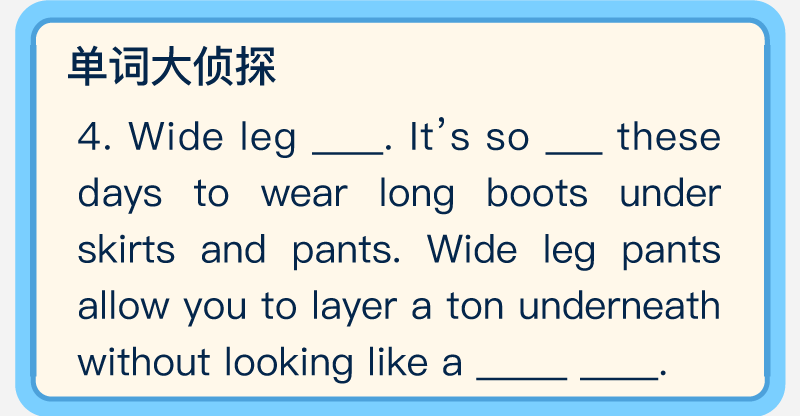 单词大侦探
4. Wide leg ____. It’s so ___ these
days to wear long boots under
skirts and pants. Wide leg pants
allow you to layer a ton underneath
without looking like a _____ ____.